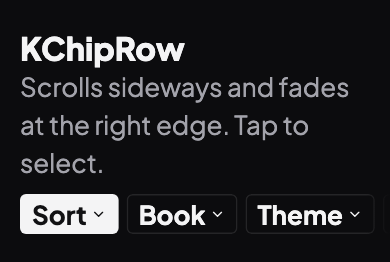 KChipRow
Scrolls sideways and fades
at the right edge. Tap to
select.
Sort Book Theme